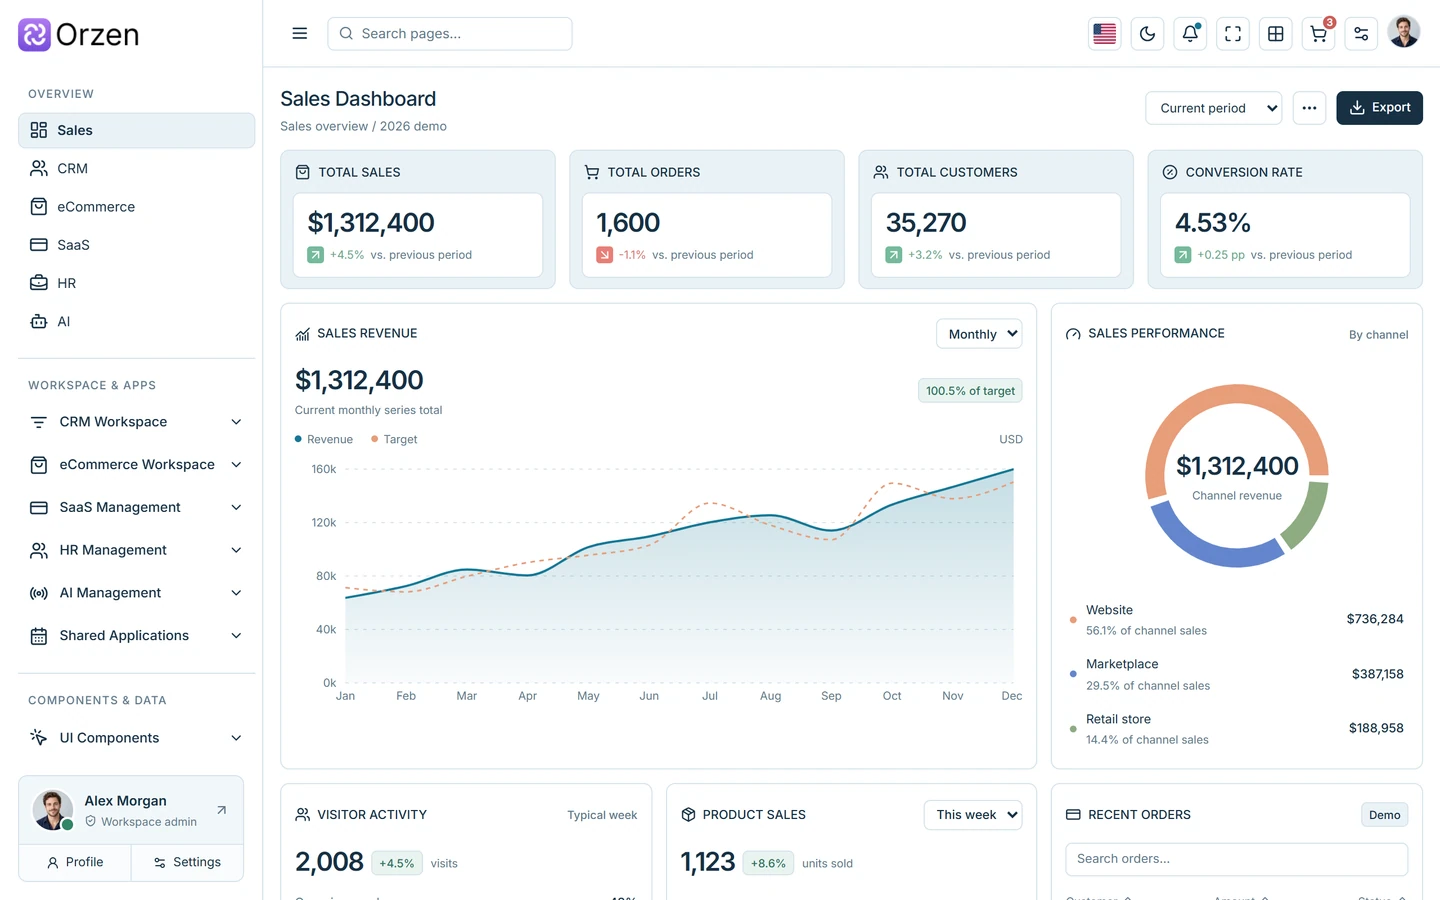 Orzen
Search pages...
3
OVERVIEW
Sales
CRM
eCommerce
SaaS
HR
AI
WORKSPACE & APPS
CRM Workspace
eCommerce Workspace
SaaS Management
HR Management
AI Management
Shared Applications
COMPONENTS & DATA
UI Components
Alex Morgan
Workspace admin
Profile
Settings
Sales Dashboard
Sales overview / 2026 demo
Current period
Export
TOTAL SALES
$1,312,400
+4.5% vs. previous period
TOTAL ORDERS
1,600
-1.1% vs. previous period
TOTAL CUSTOMERS
35,270
+3.2% vs. previous period
CONVERSION RATE
4.53%
+0.25 pp vs. previous period
SALES REVENUE
Monthly
$1,312,400
Current monthly series total
100.5% of target
Revenue
Target
USD
160k
120k
80k
40k
0k
Jan Feb Mar Apr May Jun Jul Aug Sep Oct Nov Dec
SALES PERFORMANCE
By channel
$1,312,400
Channel revenue
Website
56.1% of channel sales
$736,284
Marketplace
29.5% of channel sales
$387,158
Retail store
14.4% of channel sales
$188,958
VISITOR ACTIVITY
Typical week
2,008 +4.5% visits
PRODUCT SALES
This week
1,123 +8.6% units sold
RECENT ORDERS
Demo
Search orders...